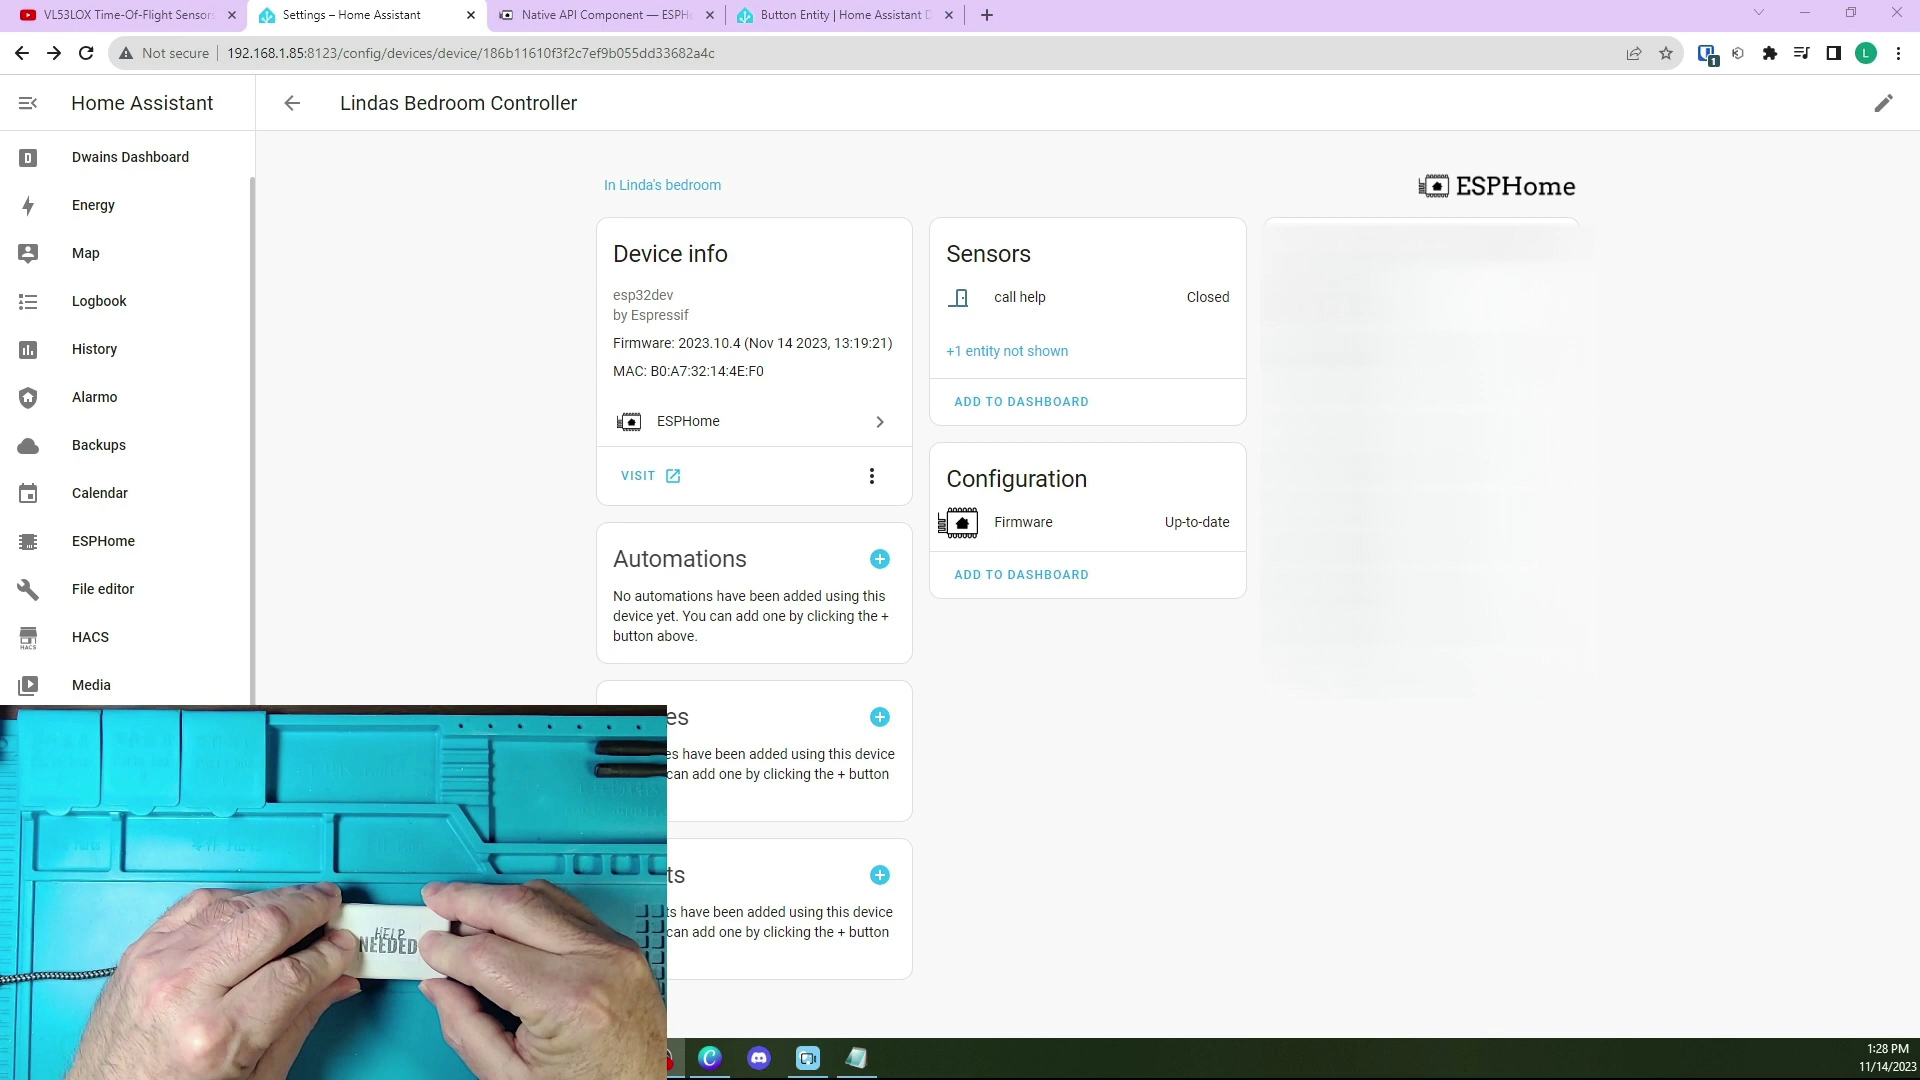 VL53LOX Time-Of-Flight Sensors
Settings – Home Assistant
Native API Component — ESPH
Button Entity | Home Assistant D
Not secure
192.168.1.85:8123/config/devices/device/186b11610f3f2c7ef9b055dd33682a4c
1
L
Home Assistant
Lindas Bedroom Controller
Dwains Dashboard
Energy
Map
Logbook
History
Alarmo
Backups
Calendar
ESPHome
File editor
HACS
HACS
Media
In Linda's bedroom
ESPHome
Device info
esp32dev
by Espressif
Firmware: 2023.10.4 (Nov 14 2023, 13:19:21)
MAC: B0:A7:32:14:4E:F0
ESPHome
VISIT
Automations
No automations have been added using this
device yet. You can add one by clicking the +
button above.
es
es have been added using this device
can add one by clicking the + button
ts
ts have been added using this device
can add one by clicking the + button
Sensors
call help
Closed
+1 entity not shown
ADD TO DASHBOARD
Configuration
Firmware
Up-to-date
ADD TO DASHBOARD
HELP
NEEDED
1:28 PM
11/14/2023